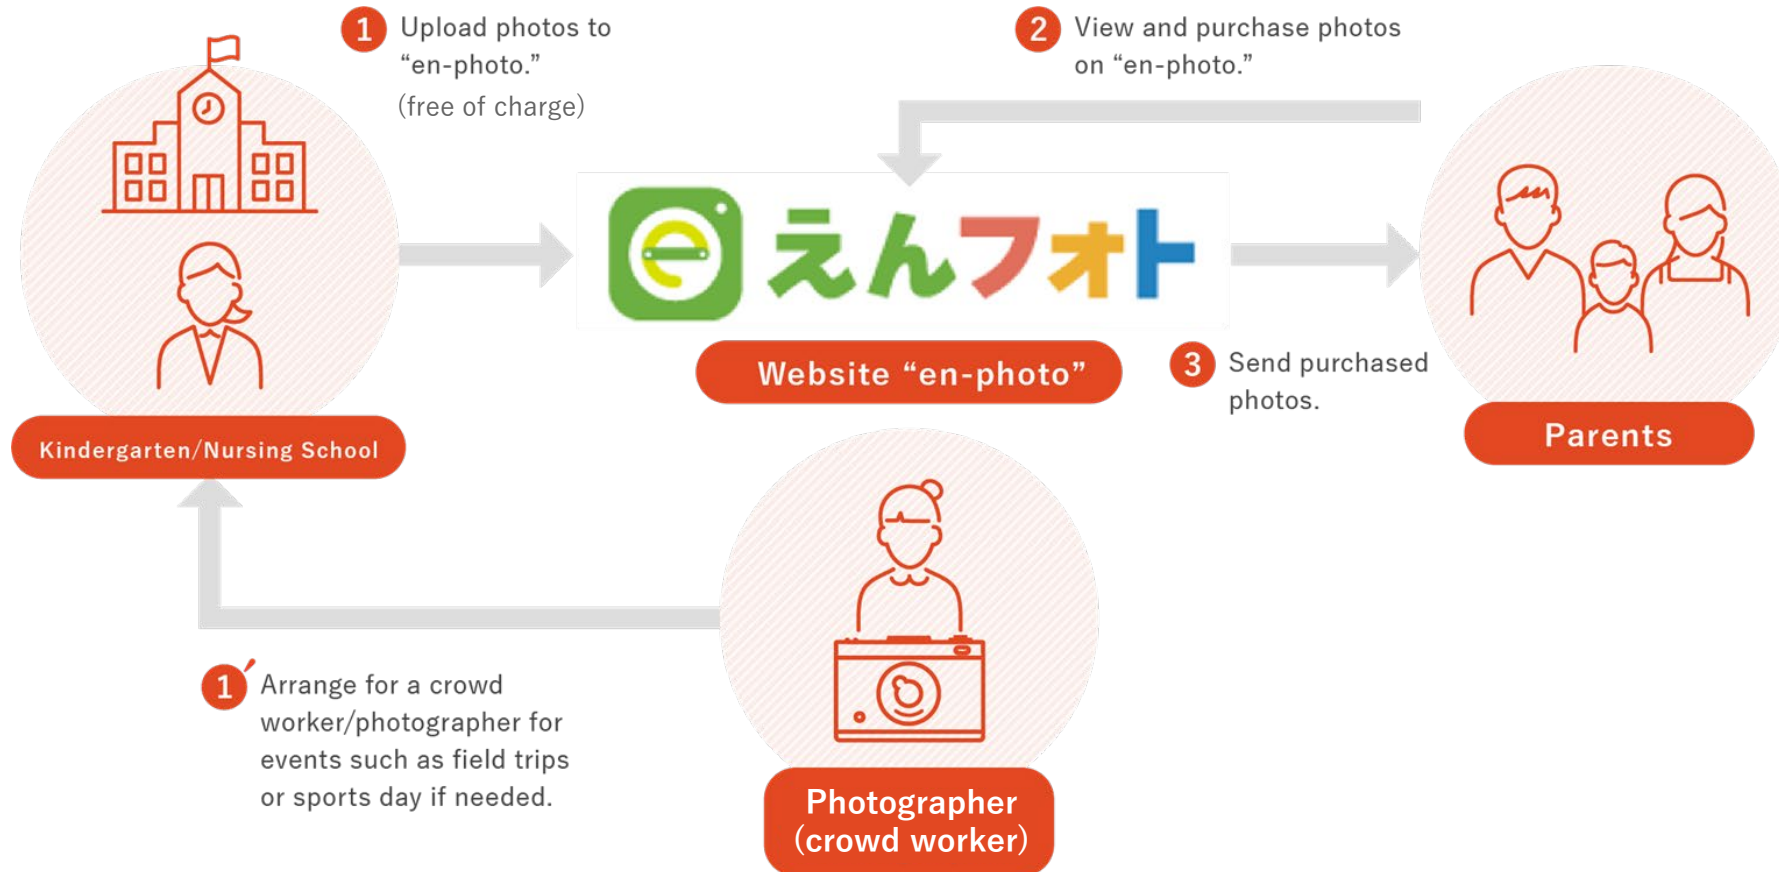 1 Upload photos to
“en-photo.”
(free of charge)
2 View and purchase photos
on “en-photo.”
e えんフォト
Website “en-photo”
3 Send purchased
photos.
Kindergarten/Nursing School
Parents
1′ Arrange for a crowd
worker/photographer for
events such as field trips
or sports day if needed.
Photographer
(crowd worker)